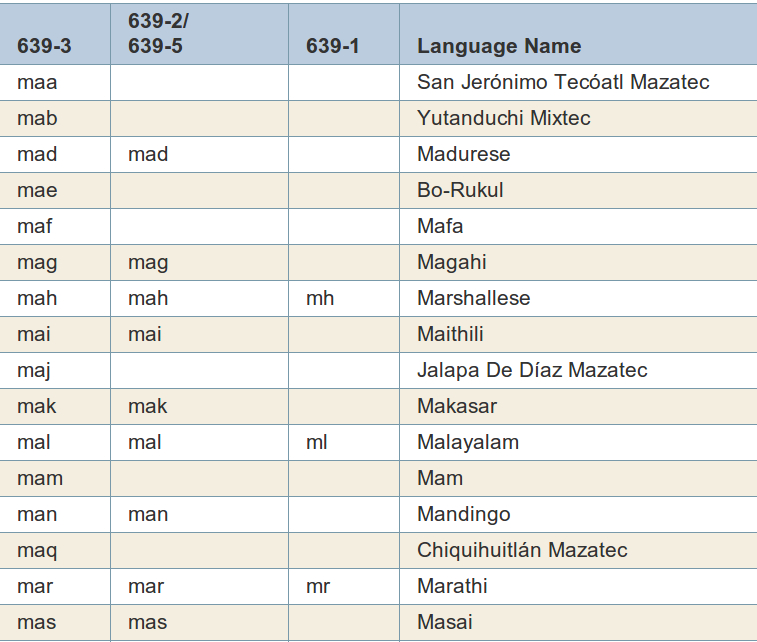 639-3 639-2/ 639-5 639-1 Language Name
maa San Jerónimo Tecóatl Mazatec
mab Yutanduchi Mixtec
mad mad Madurese
mae Bo-Rukul
maf Mafa
mag mag Magahi
mah mah mh Marshallese
mai mai Maithili
maj Jalapa De Díaz Mazatec
mak mak Makasar
mal mal ml Malayalam
mam Mam
man man Mandingo
maq Chiquihuitlán Mazatec
mar mar mr Marathi
mas mas Masai